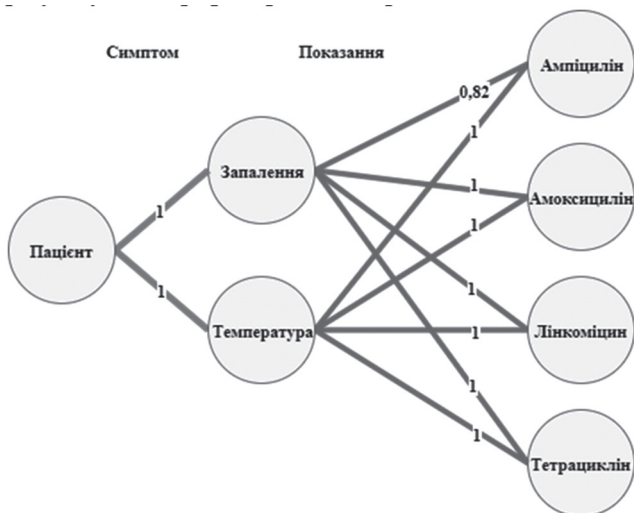 Симптом
Показання
Ампіцилін
0,82
1
Запалення
1
Амоксицилін
1
1
Пацієнт
1
1
Температура
1
Лінкоміцин
1
1
Тетрациклін